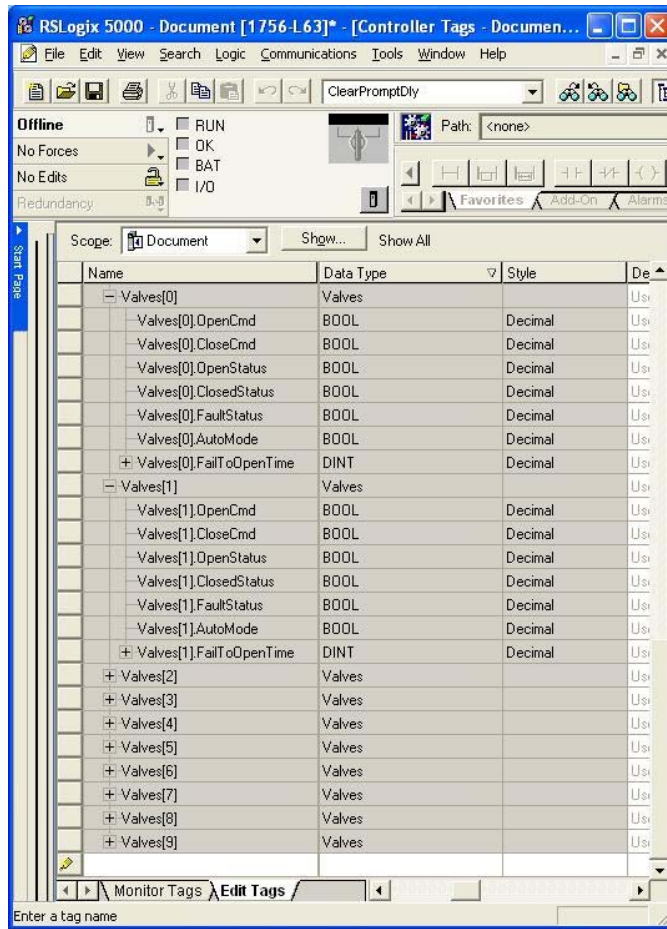 RSLogix 5000 - Document [1756-L63]* - [Controller Tags - Documen...
File Edit View Search Logic Communications Tools Window Help
ClearPromptDly
Offline RUN Path: <none>
No Forces OK
No Edits BAT
Redundancy I/O
Favorites Add-On Alarms
Start Page
Scope: Document Show... Show All
Name Data Type Style De
Valves[0] Valves Us
Valves[0].OpenCmd BOOL Decimal Us
Valves[0].CloseCmd BOOL Decimal Us
Valves[0].OpenStatus BOOL Decimal Us
Valves[0].ClosedStatus BOOL Decimal Us
Valves[0].FaultStatus BOOL Decimal Us
Valves[0].AutoMode BOOL Decimal Us
Valves[0].FailToOpenTime DINT Decimal Us
Valves[1] Valves Us
Valves[1].OpenCmd BOOL Decimal Us
Valves[1].CloseCmd BOOL Decimal Us
Valves[1].OpenStatus BOOL Decimal Us
Valves[1].ClosedStatus BOOL Decimal Us
Valves[1].FaultStatus BOOL Decimal Us
Valves[1].AutoMode BOOL Decimal Us
Valves[1].FailToOpenTime DINT Decimal Us
Valves[2] Valves Us
Valves[3] Valves Us
Valves[4] Valves Us
Valves[5] Valves Us
Valves[6] Valves Us
Valves[7] Valves Us
Valves[8] Valves Us
Valves[9] Valves Us
Monitor Tags Edit Tags
Enter a tag name